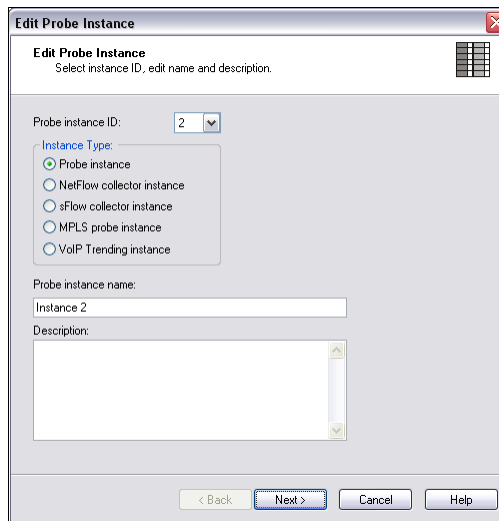 Edit Probe Instance
Edit Probe Instance
Select instance ID, edit name and description.
Probe instance ID:
2
Instance Type:
Probe instance
NetFlow collector instance
sFlow collector instance
MPLS probe instance
VoIP Trending instance
Probe instance name:
Instance 2
Description:
< Back
Next >
Cancel
Help